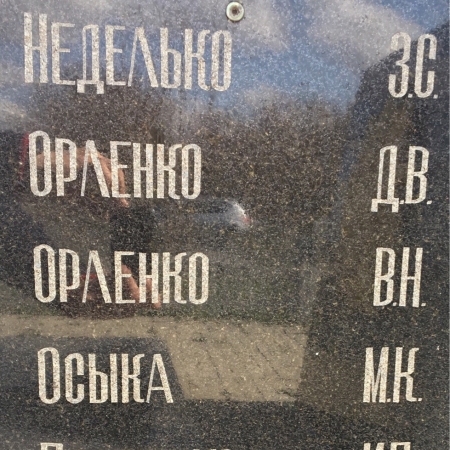 Неделько З.С.
Орленко Д.В.
Орленко В.Н.
Осыка М.К.